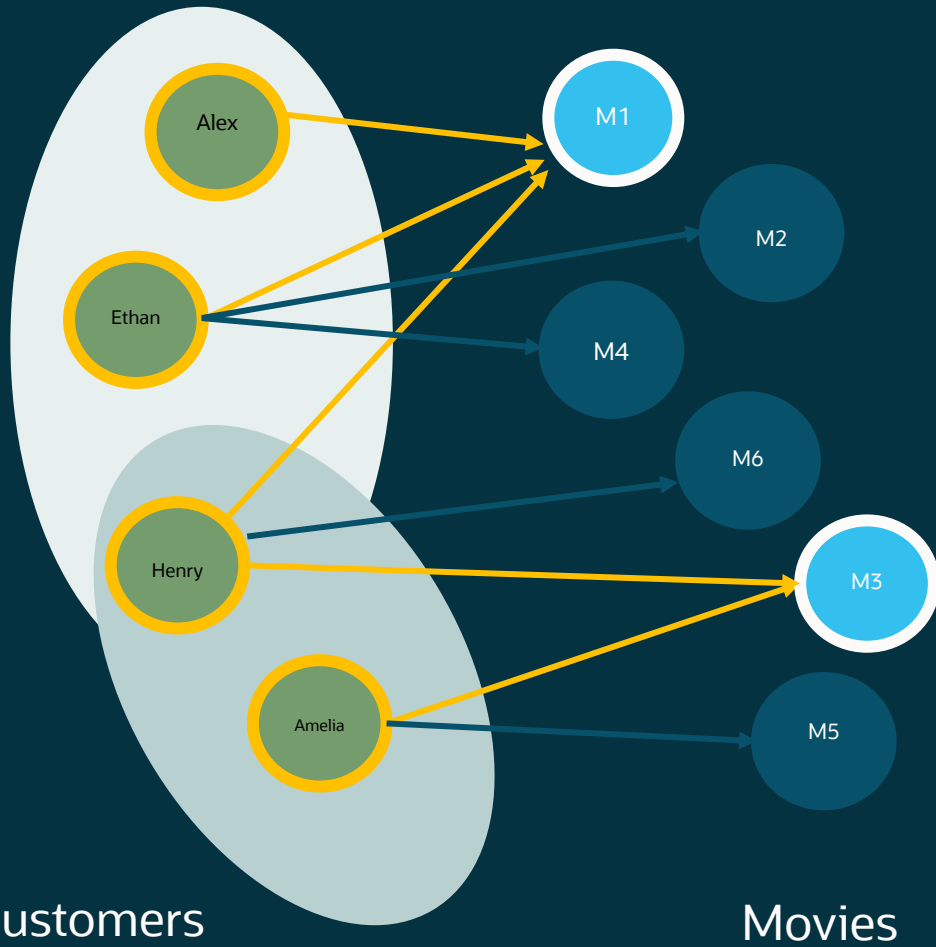 Alex
M1
M2
Ethan
M4
M6
Henry
M3
Amelia
M5
ustomers
Movies